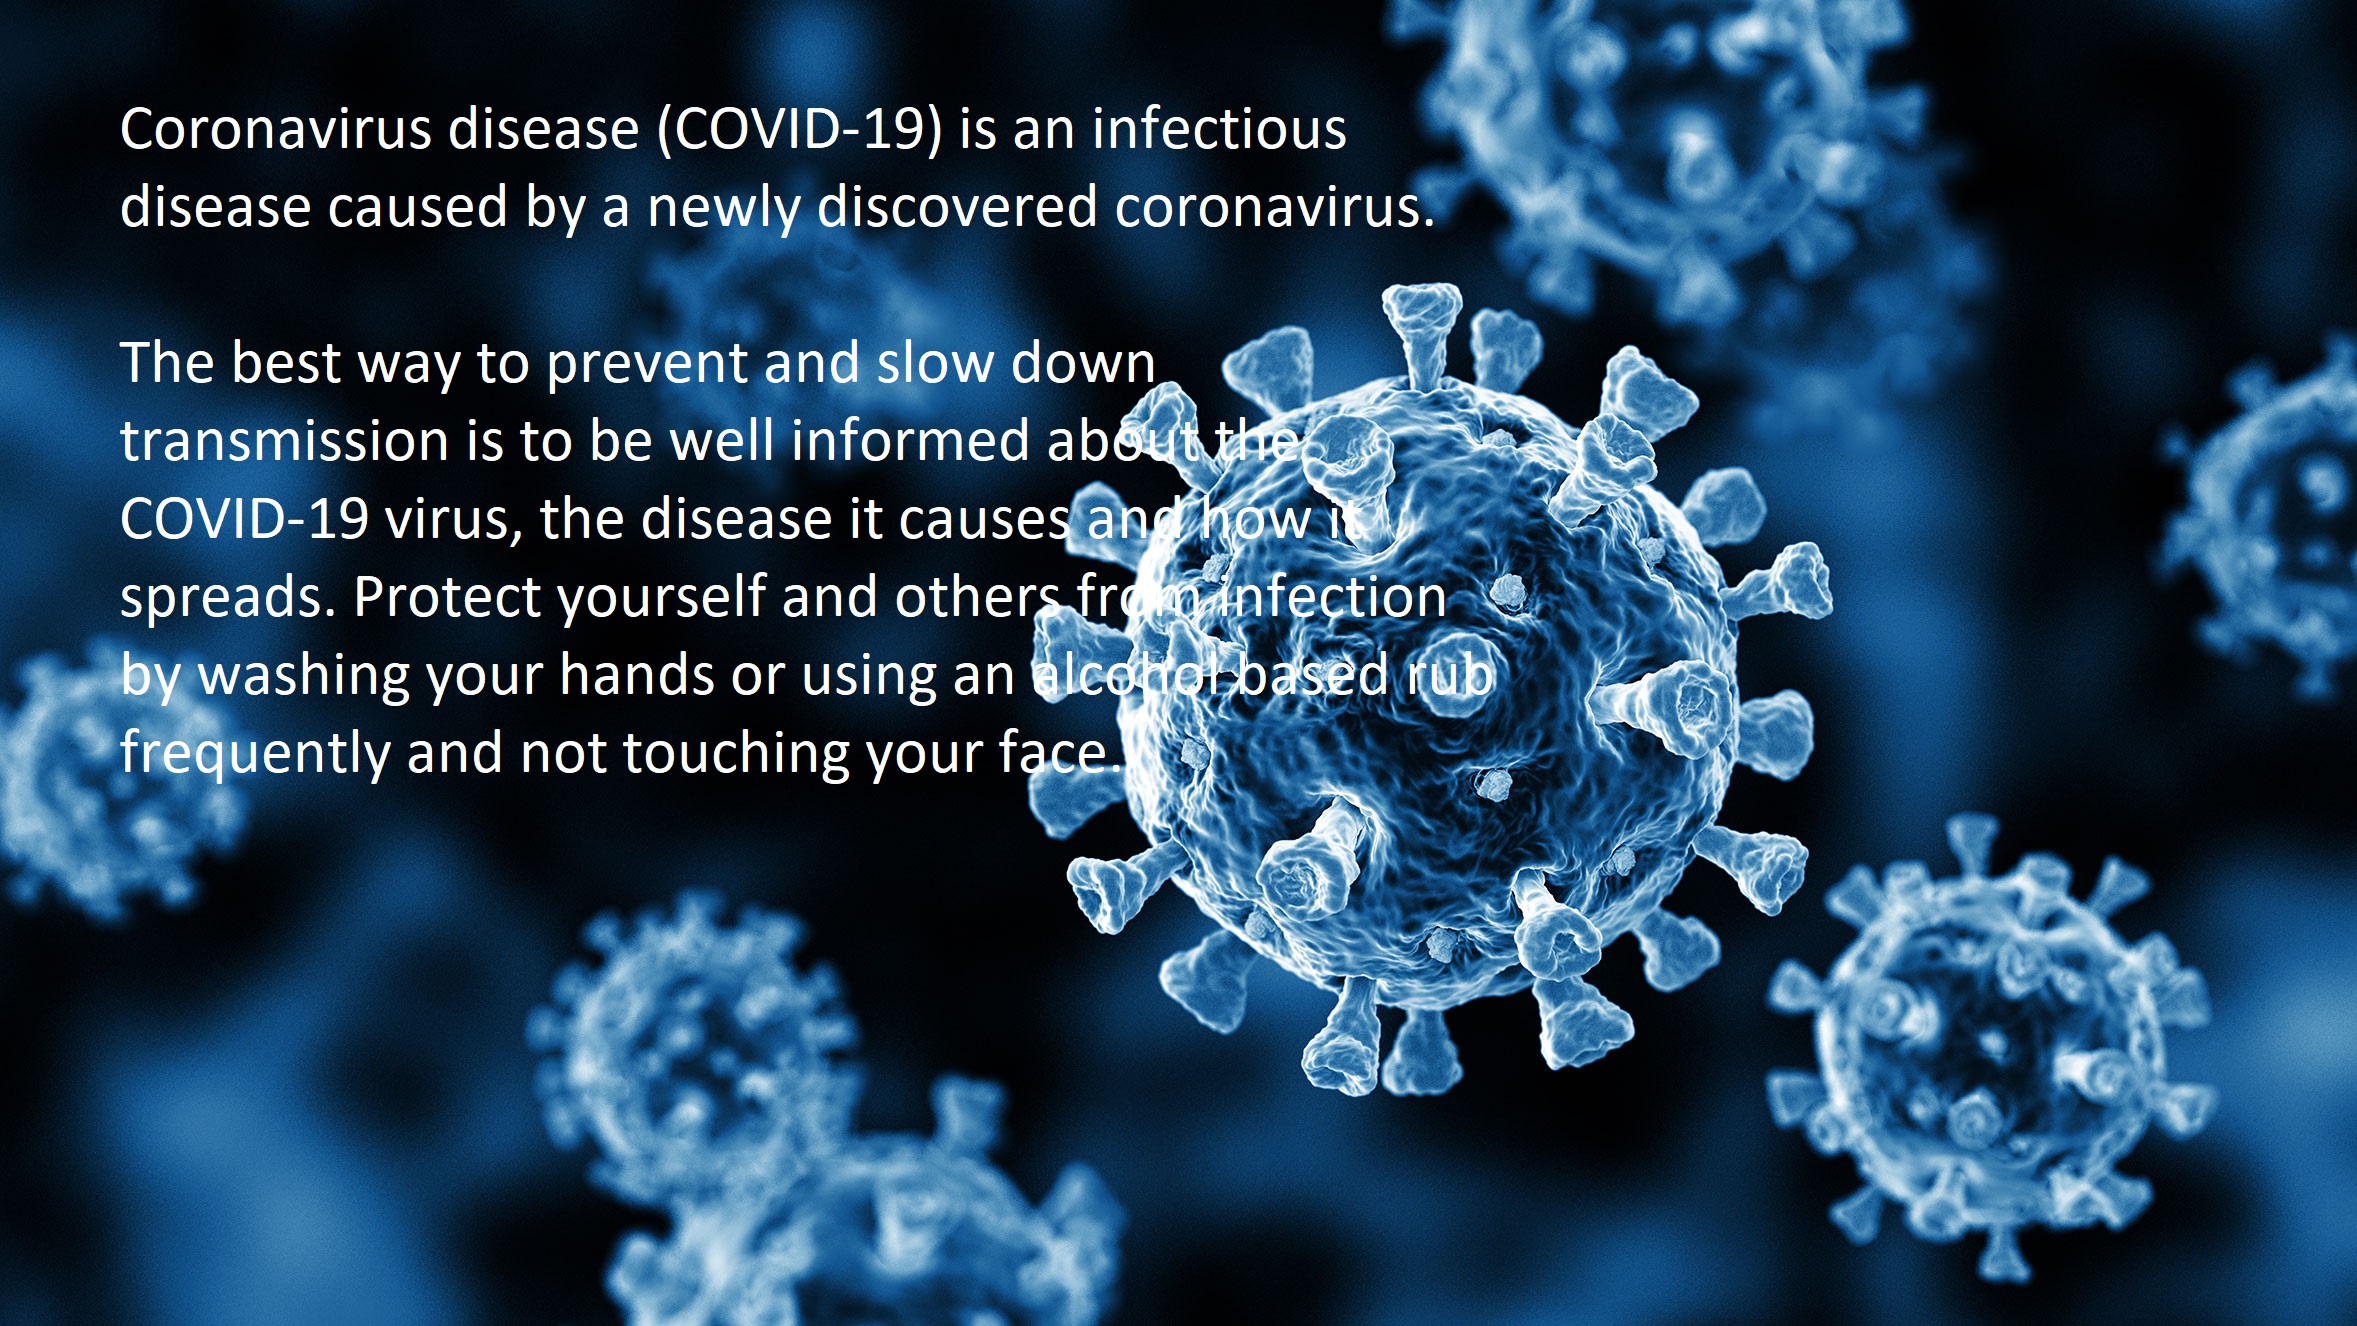 Coronavirus disease (COVID-19) is an infectious
disease caused by a newly discovered coronavirus.
The best way to prevent and slow down
transmission is to be well informed about the
COVID-19 virus, the disease it causes and how it
spreads. Protect yourself and others from infection
by washing your hands or using an alcohol based rub
frequently and not touching your face.